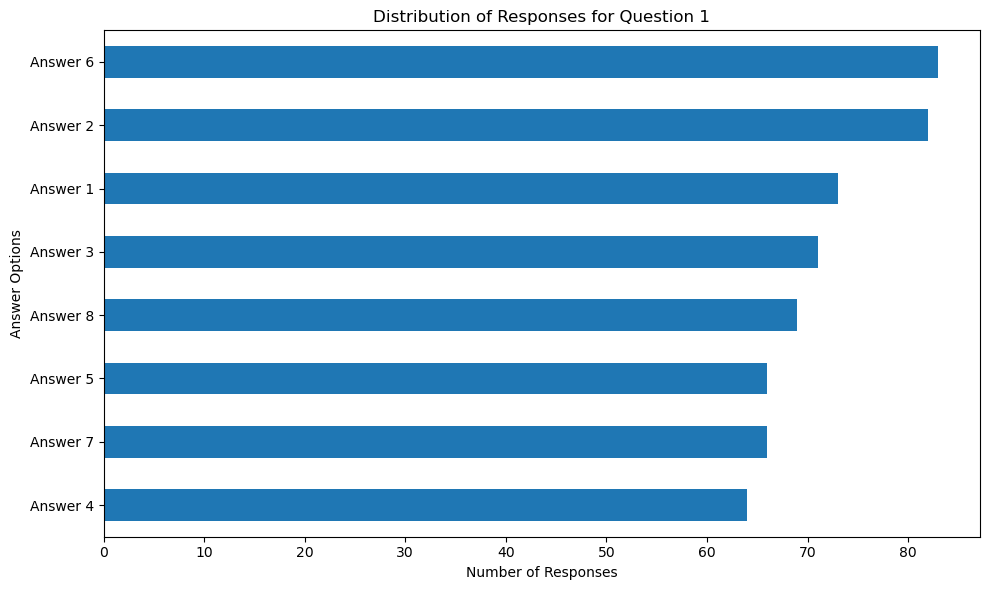 Distribution of Responses for Question 1
Answer Options
Answer 6
Answer 2
Answer 1
Answer 3
Answer 8
Answer 5
Answer 7
Answer 4
0 10 20 30 40 50 60 70 80
Number of Responses